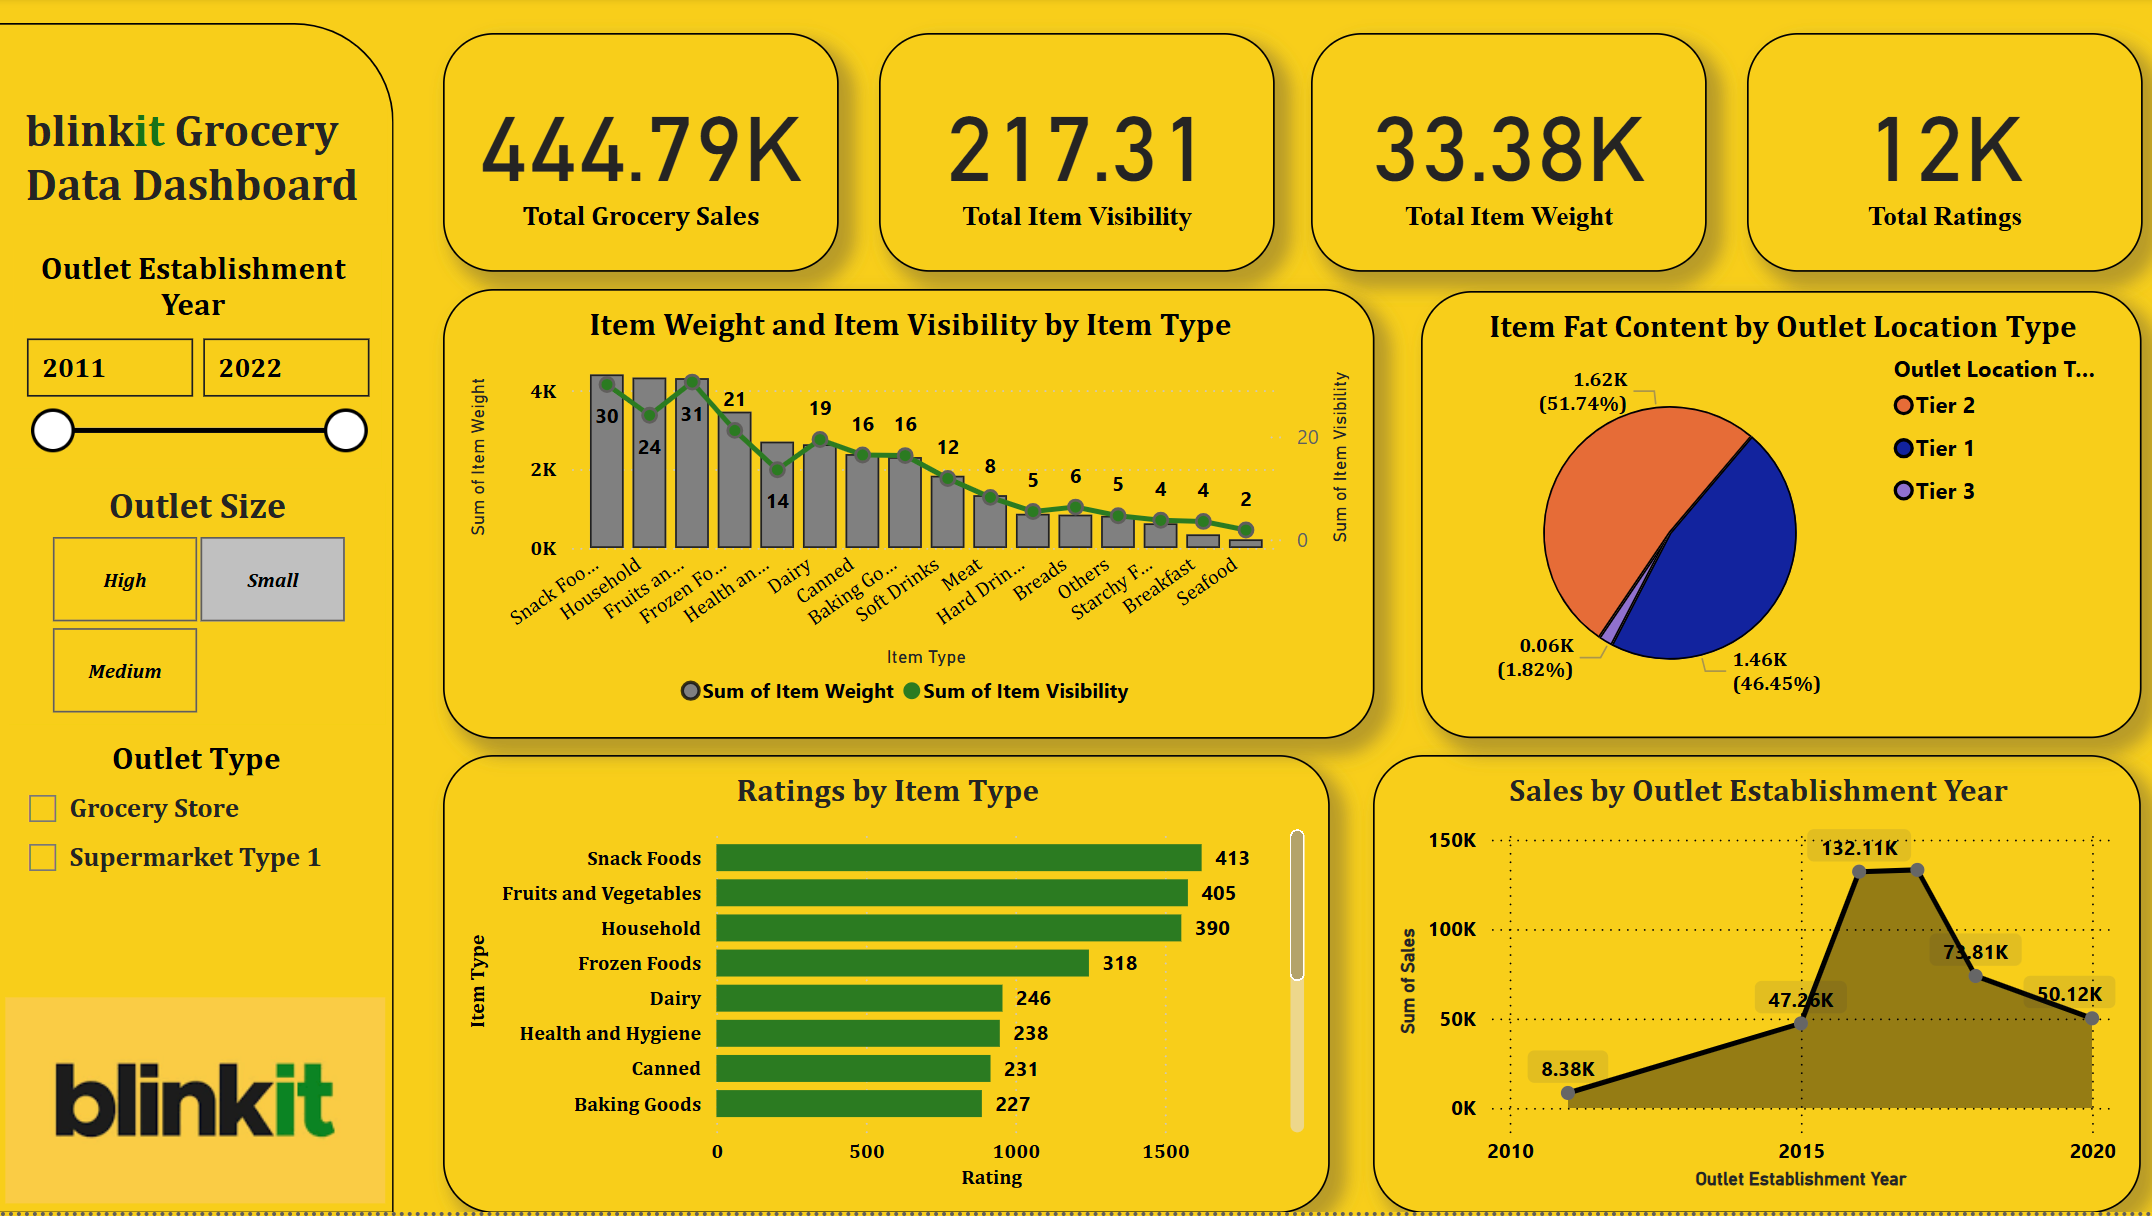 blinkit Grocery
Data Dashboard
Outlet Establishment
Year
2011
2022
Outlet Size
High
Small
Medium
Outlet Type
Grocery Store
Supermarket Type 1
blinkit
444.79K
Total Grocery Sales
217.31
Total Item Visibility
33.38K
Total Item Weight
12K
Total Ratings
Item Weight and Item Visibility by Item Type
Sum of Item Weight
4K
2K
0K
30
24
31
21
14
19
16
16
12
8
5
6
5
4
4
2
20
0
Sum of Item Visibility
Snack Foo...
Household
Fruits an...
Frozen Fo...
Health an...
Dairy
Canned
Baking Go...
Soft Drinks
Meat
Hard Drin...
Breads
Others
Starchy F...
Breakfast
Seafood
Item Type
Sum of Item Weight
Sum of Item Visibility
Item Fat Content by Outlet Location Type
Outlet Location T...
Tier 2
Tier 1
Tier 3
1.62K
(51.74%)
0.06K
(1.82%)
1.46K
(46.45%)
Ratings by Item Type
Item Type
Snack Foods 413
Fruits and Vegetables 405
Household 390
Frozen Foods 318
Dairy 246
Health and Hygiene 238
Canned 231
Baking Goods 227
0 500 1000 1500
Rating
Sales by Outlet Establishment Year
Sum of Sales
150K
100K
50K
0K
8.38K
47.26K
132.11K
73.81K
50.12K
2010 2015 2020
Outlet Establishment Year